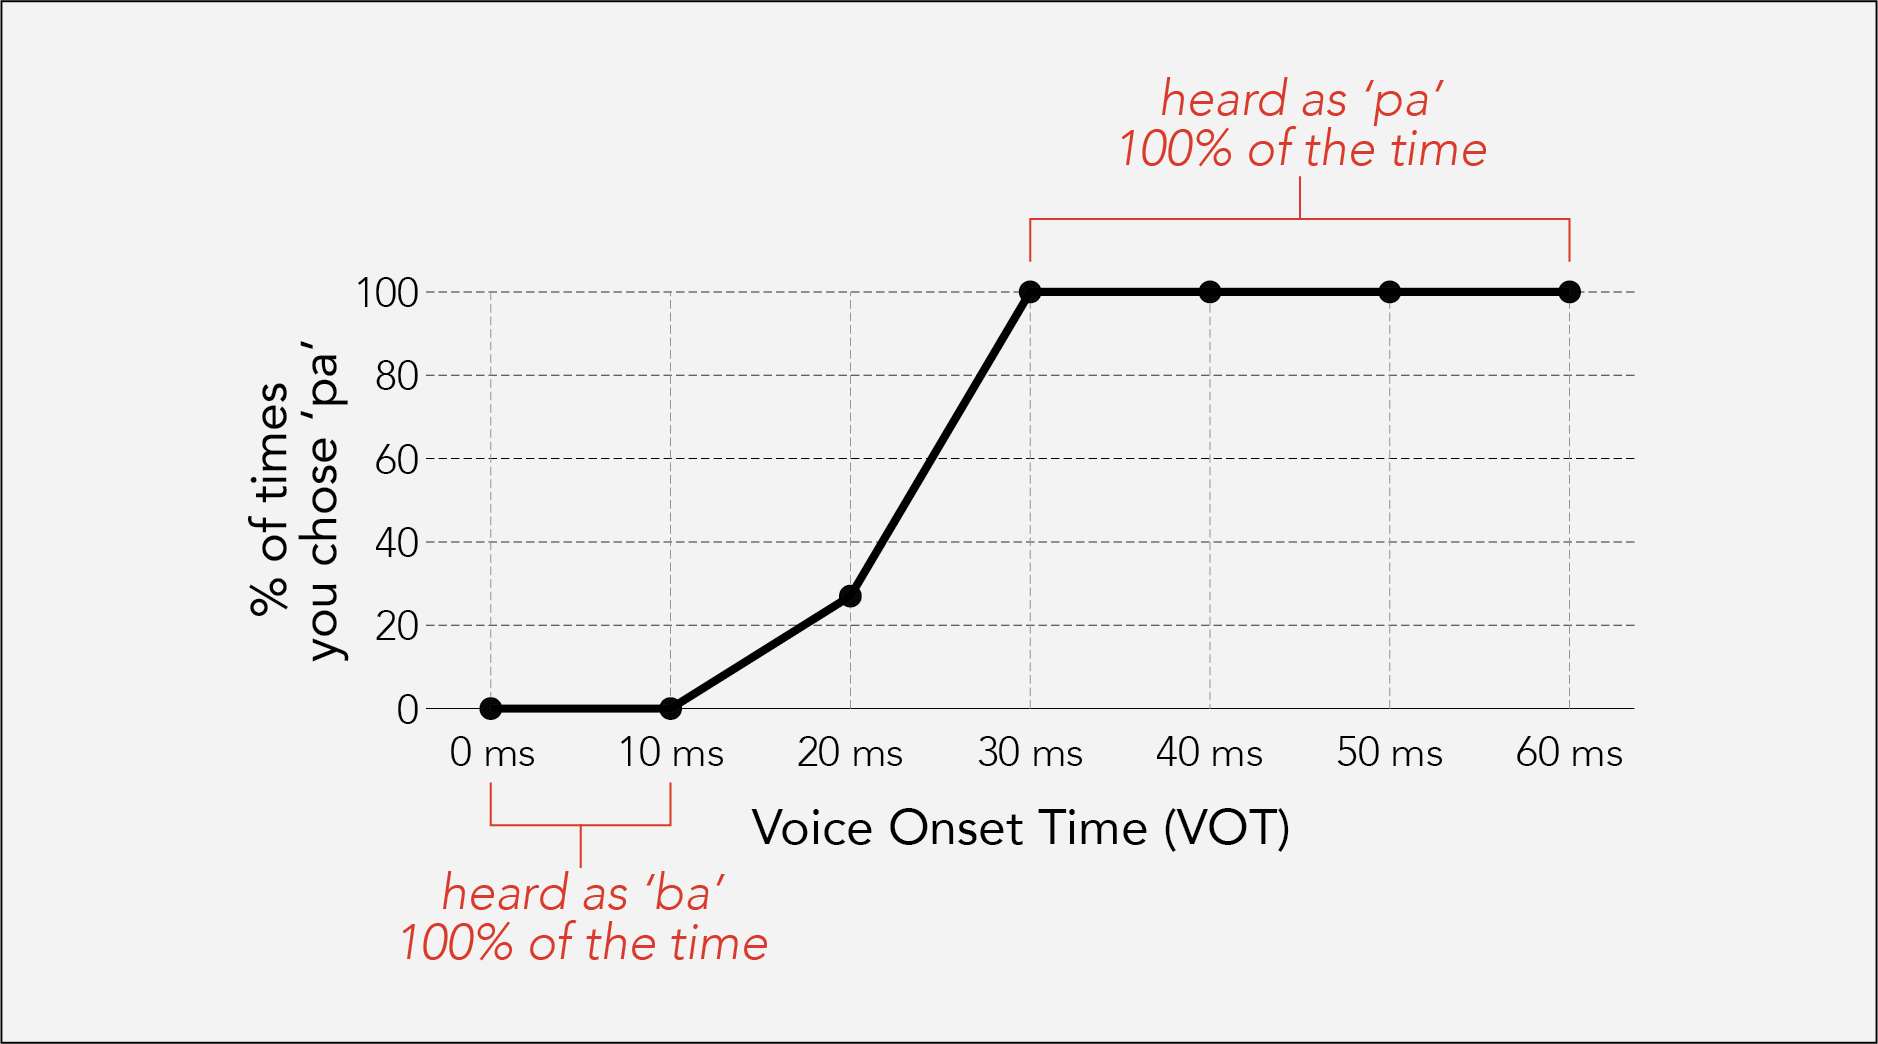 heard as ‘pa’
100% of the time
100
80
60
40
20
0
% of times
you chose ‘pa’
0 ms
10 ms
20 ms
30 ms
40 ms
50 ms
60 ms
Voice Onset Time (VOT)
heard as ‘ba’
100% of the time